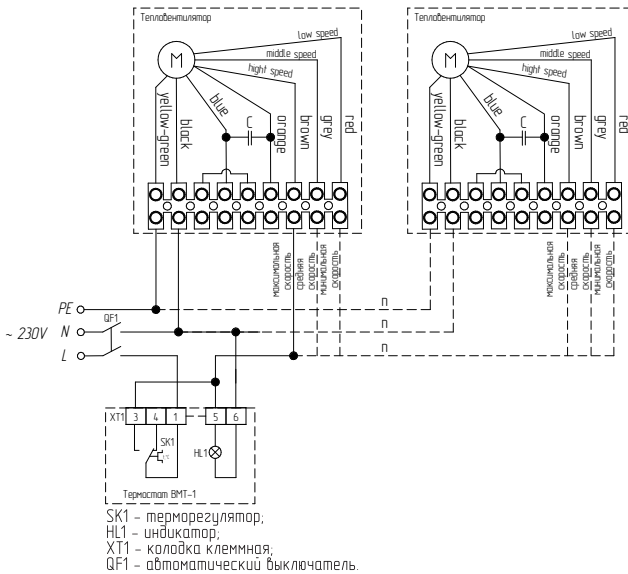 Тепловентилятор
Тепловентилятор
low speed
middle speed
hight speed
M
yellow-green
black
blue
C
orange
brown
grey
red
low speed
middle speed
hight speed
M
yellow-green
black
blue
C
orange
brown
grey
red
максимальная
скорость
средняя
скорость
минимальная
скорость
максимальная
скорость
средняя
скорость
минимальная
скорость
PE
n
~ 230V
QF1
N
n
L
n
XT1
3
4
1
5
6
SK1
t°C
HL1
Термостат ВМТ-1
SK1 - терморегулятор;
HL1 - индикатор;
XT1 - колодка клеммная;
QF1 - автоматический выключатель.